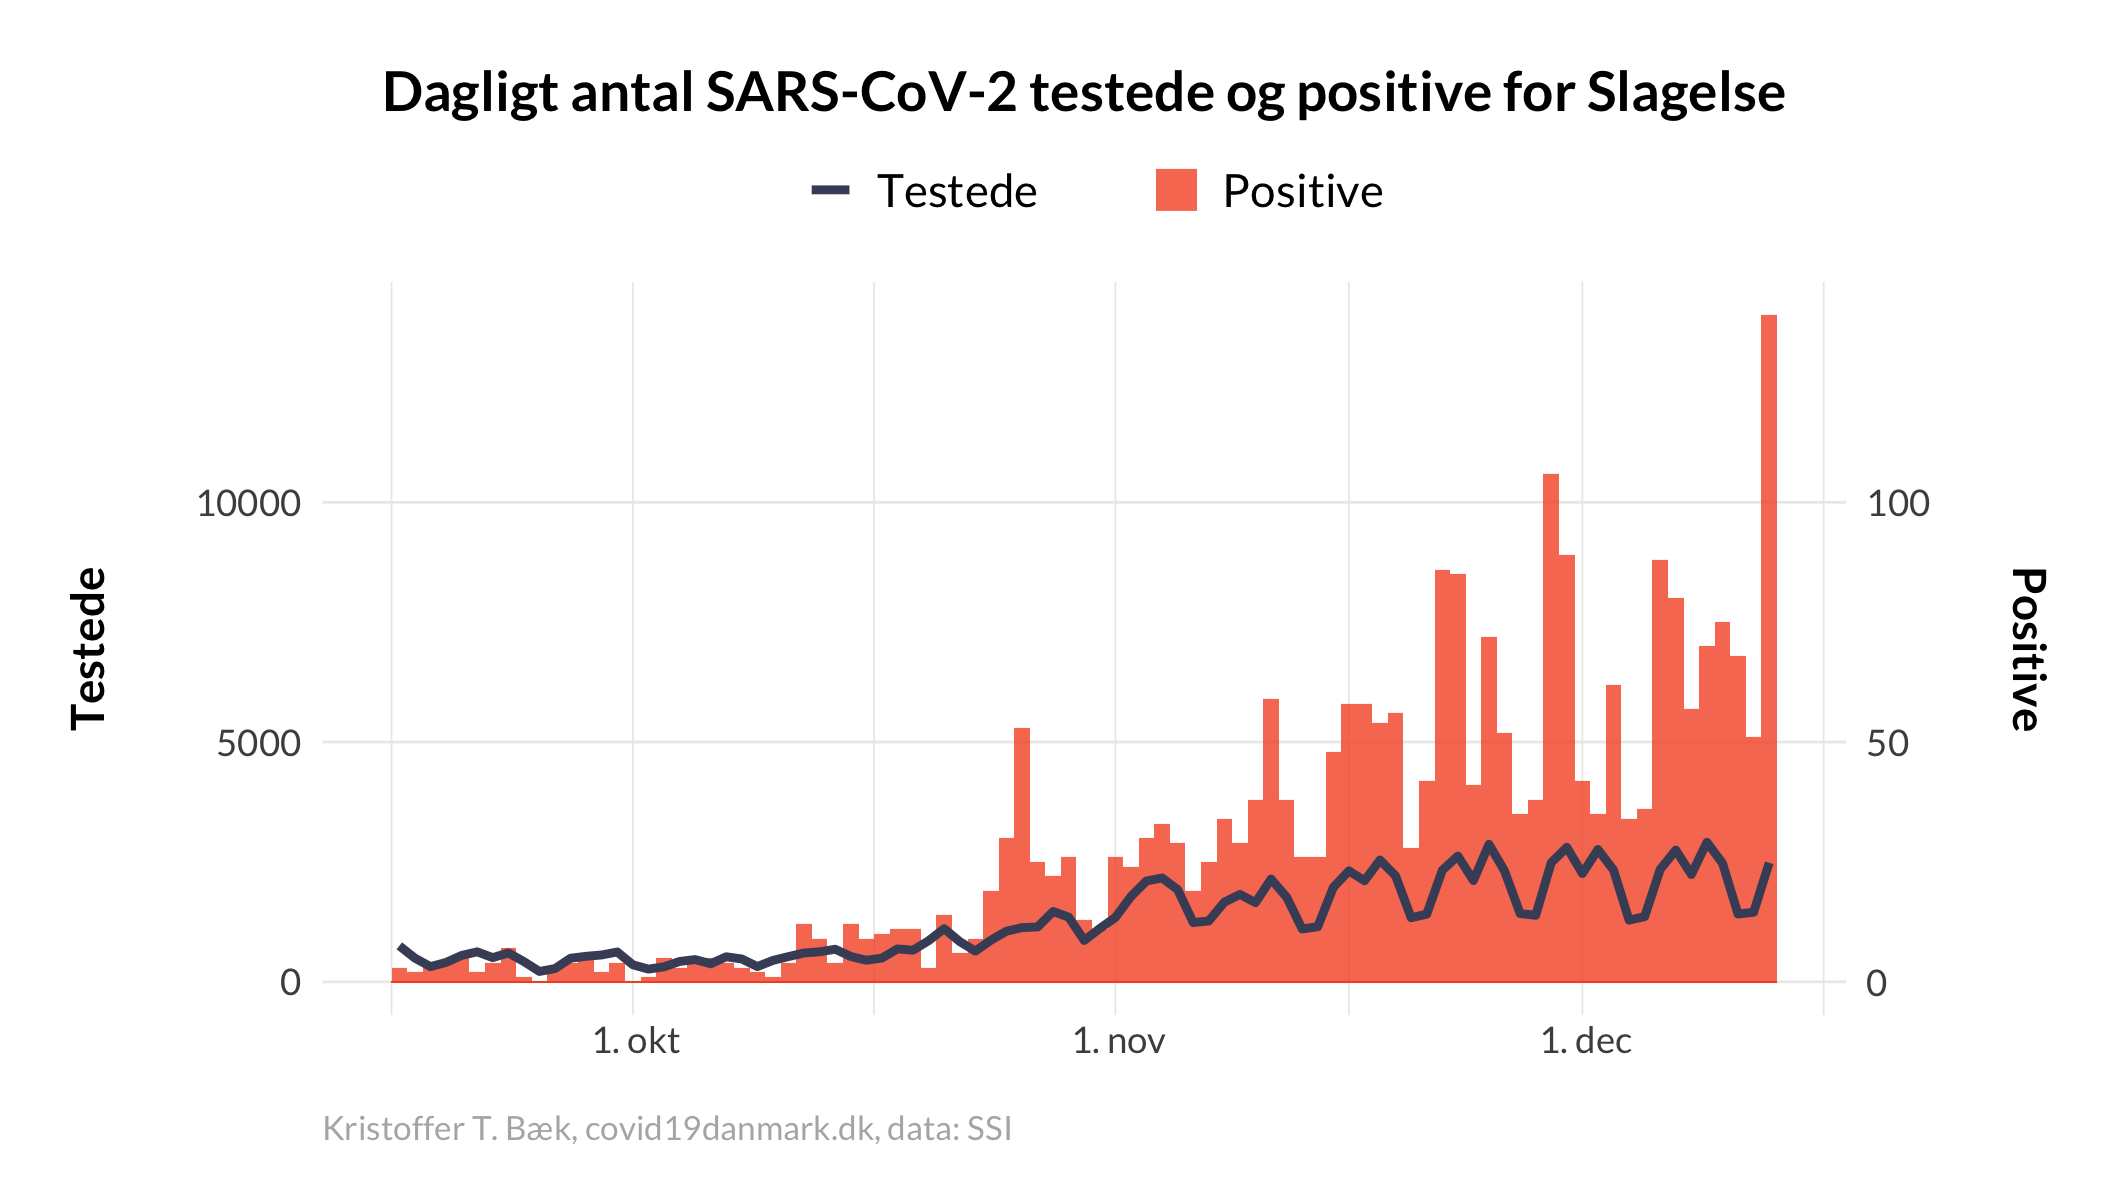 Dagligt antal SARS-CoV-2 testede og positive for Slagelse
Testede
Positive
10000
5000
0
Testede
100
50
0
Positive
1. okt
1. nov
1. dec
Kristoffer T. Bæk, covid19danmark.dk, data: SSI